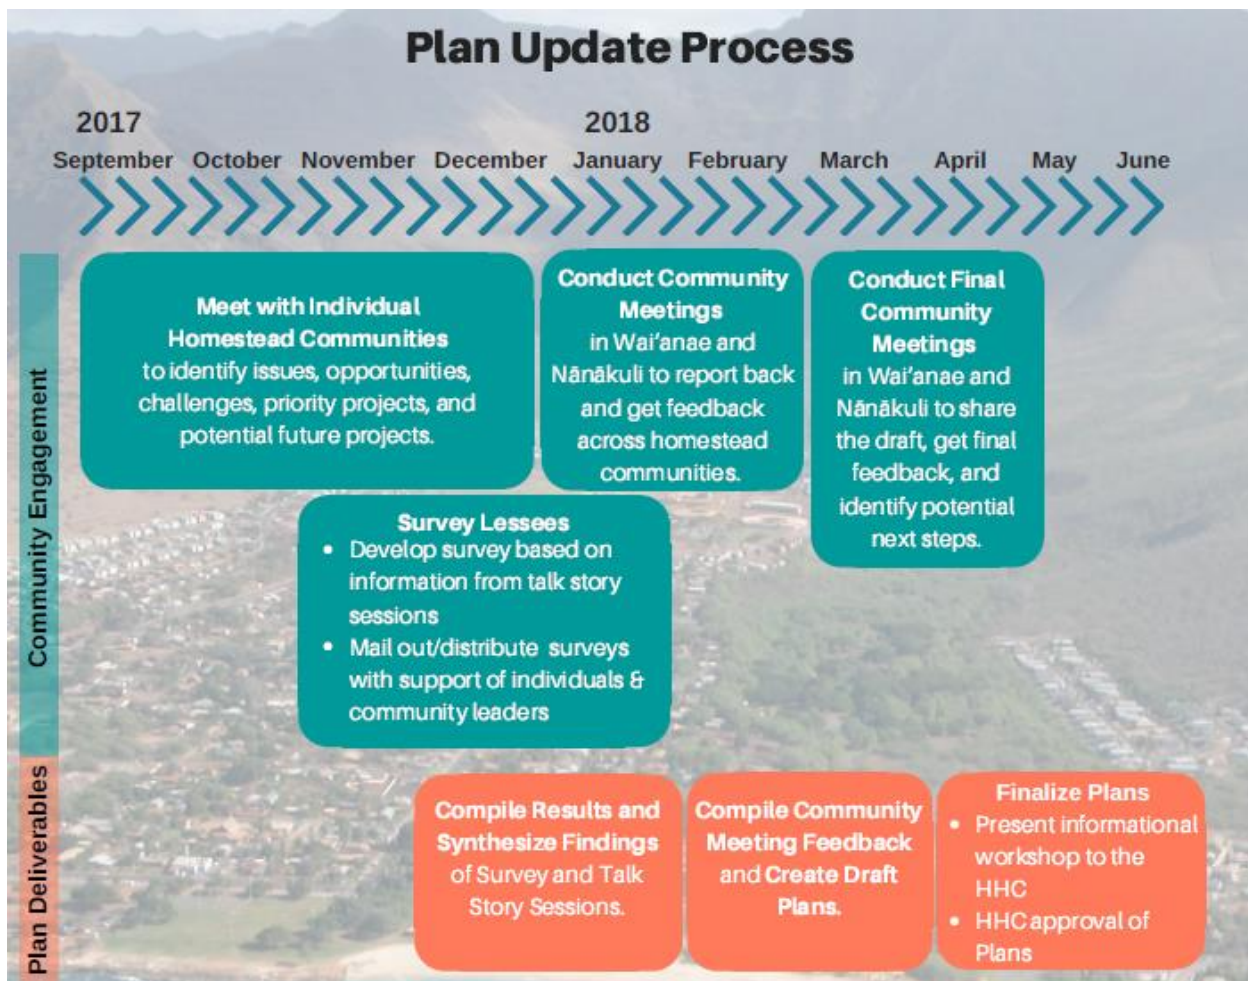 Plan Update Process
2017
2018
September October November December January February March April May June
Community Engagement
Meet with Individual
Homestead Communities
to identify issues, opportunities,
challenges, priority projects, and
potential future projects.
Conduct Community
Meetings
in Wai'anae and
Nānākuli to report back
and get feedback
across homestead
communities.
Conduct Final
Community
Meetings
in Wai'anae and
Nānākuli to share
the draft, get final
feedback, and
identify potential
next steps.
Survey Lessees
• Develop survey based on
information from talk story
sessions
• Mail out/distribute surveys
with support of individuals &
community leaders
Plan Deliverables
Compile Results and
Synthesize Findings
of Survey and Talk
Story Sessions.
Compile Community
Meeting Feedback
and Create Draft
Plans.
Finalize Plans
• Present informational
workshop to the
HHC
• HHC approval of
Plans